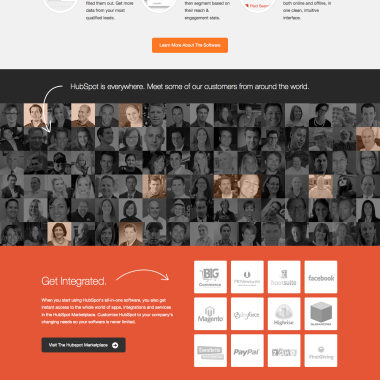 filled them out. Get more
data from your most
qualified leads.
then segment based on
their reach &
engagement stats.
both online and offline, in
one clean, intuitive
interface.
Learn More About The Software
HubSpot is everywhere. Meet some of our customers from around the world.
Get Integrated.
When you start using HubSpot's all-in-one software, you also get
instant access to the whole world of apps, integrations and services
in the HubSpot Marketplace. Customize HubSpot to your company's
changing needs so your software is never limited.
Visit The Hubspot Marketplace
BIG
Commerce
hootsuite
facebook
Magento
salesforce
Highrise
Eventbrite
PayPal
FirstGiving